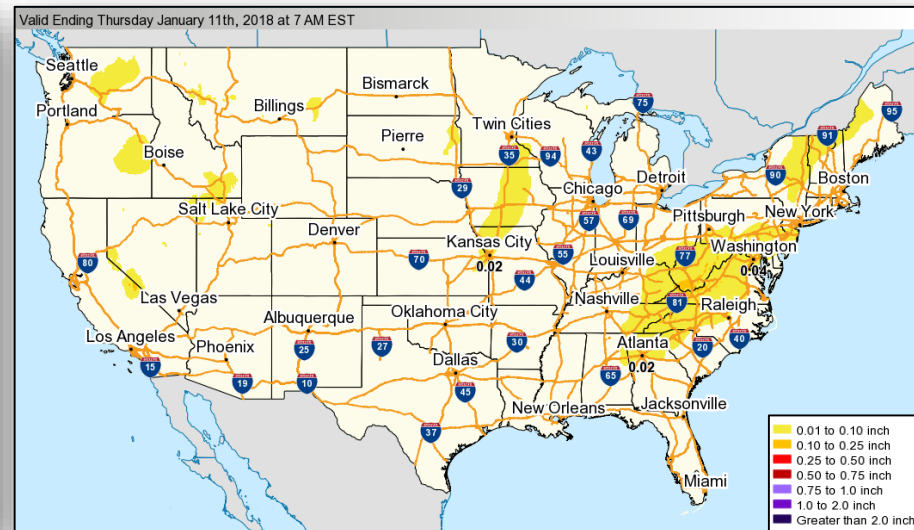 Valid Ending Thursday January 11th, 2018 at 7 AM EST
Seattle
Portland
Billings
Bismarck
75
95
Pierre
Twin Cities
91
Boise
35
94
43
90
Boston
29
Chicago
Detroit
Salt Lake City
57
69
Pittsburgh
New York
Denver
Kansas City
Washington
80
70
0.02
55
Louisville
77
0.04
44
Las Vegas
Nashville
81
Raleigh
Albuquerque
Oklahoma City
Los Angeles
Phoenix
25
27
30
Atlanta
20
40
15
Dallas
0.02
19
10
45
65
New Orleans
Jacksonville
37
Miami
0.01 to 0.10 inch
0.10 to 0.25 inch
0.25 to 0.50 inch
0.50 to 0.75 inch
0.75 to 1.0 inch
1.0 to 2.0 inch
Greater than 2.0 inch